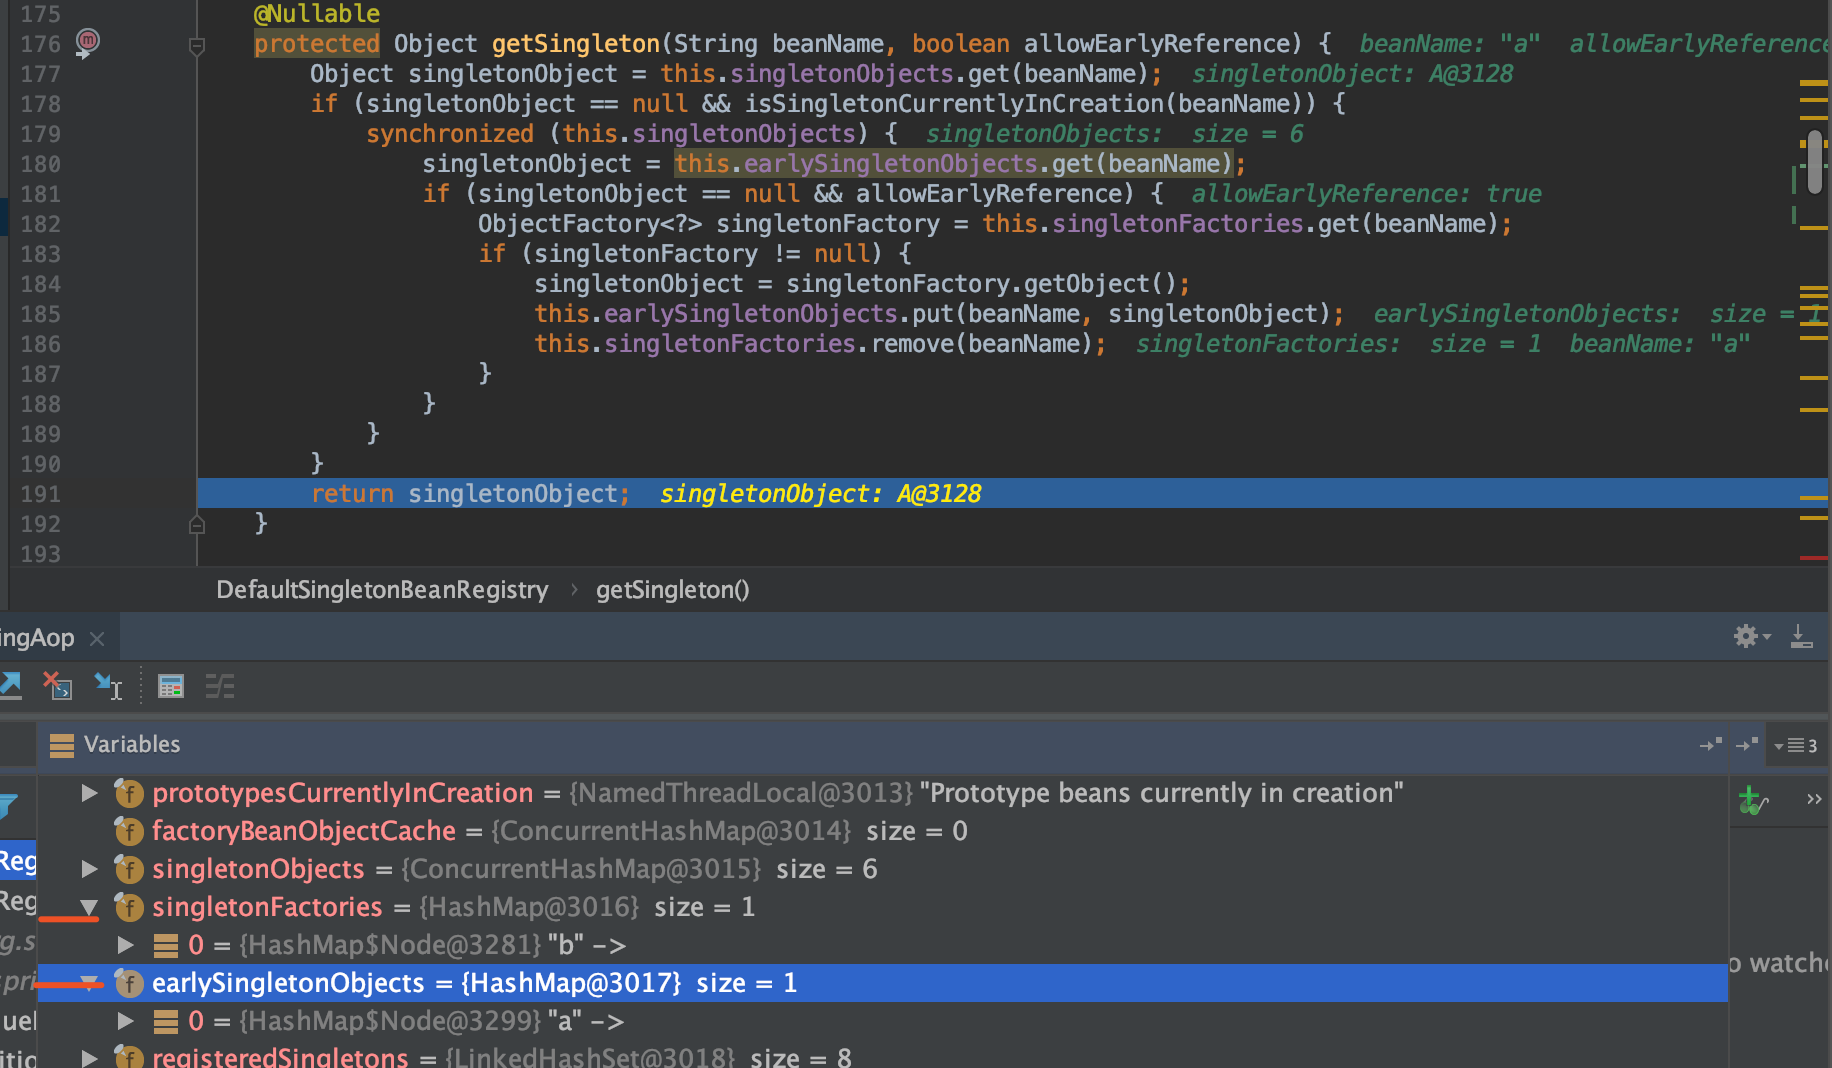 175 @Nullable
176 protected Object getSingleton(String beanName, boolean allowEarlyReference) { beanName: "a" allowEarlyReference
177 Object singletonObject = this.singletonObjects.get(beanName); singletonObject: A@3128
178 if (singletonObject == null && isSingletonCurrentlyInCreation(beanName)) {
179 synchronized (this.singletonObjects) { singletonObjects: size = 6
180 singletonObject = this.earlySingletonObjects.get(beanName);
181 if (singletonObject == null && allowEarlyReference) { allowEarlyReference: true
182 ObjectFactory<?> singletonFactory = this.singletonFactories.get(beanName);
183 if (singletonFactory != null) {
184 singletonObject = singletonFactory.getObject();
185 this.earlySingletonObjects.put(beanName, singletonObject); earlySingletonObjects: size = 1
186 this.singletonFactories.remove(beanName); singletonFactories: size = 1 beanName: "a"
187 }
188 }
189 }
190 }
191 return singletonObject; singletonObject: A@3128
192 }
193
DefaultSingletonBeanRegistry › getSingleton()
ingAop ×
Variables
3
prototypesCurrentlyInCreation = {NamedThreadLocal@3013} "Prototype beans currently in creation"
factoryBeanObjectCache = {ConcurrentHashMap@3014} size = 0
Reg
singletonObjects = {ConcurrentHashMap@3015} size = 6
Reg
singletonFactories = {HashMap@3016} size = 1
g.s
0 = {HashMap$Node@3281} "b" ->
spri
earlySingletonObjects = {HashMap@3017} size = 1
o watch
uel
0 = {HashMap$Node@3299} "a" ->
itio
registeredSingletons = {LinkedHashSet@3018} size = 8